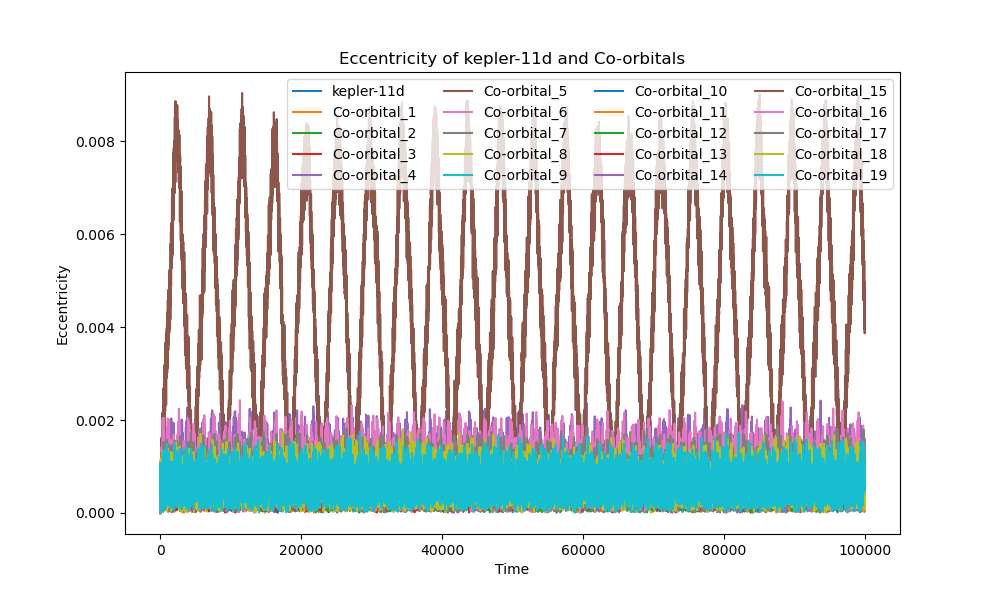 Eccentricity of kepler-11d and Co-orbitals
kepler-11d Co-orbital_5 Co-orbital_10 Co-orbital_15
Co-orbital_1 Co-orbital_6 Co-orbital_11 Co-orbital_16
Co-orbital_2 Co-orbital_7 Co-orbital_12 Co-orbital_17
Co-orbital_3 Co-orbital_8 Co-orbital_13 Co-orbital_18
Co-orbital_4 Co-orbital_9 Co-orbital_14 Co-orbital_19
0.008
0.006
0.004
0.002
0.000
Eccentricity
0 20000 40000 60000 80000 100000
Time